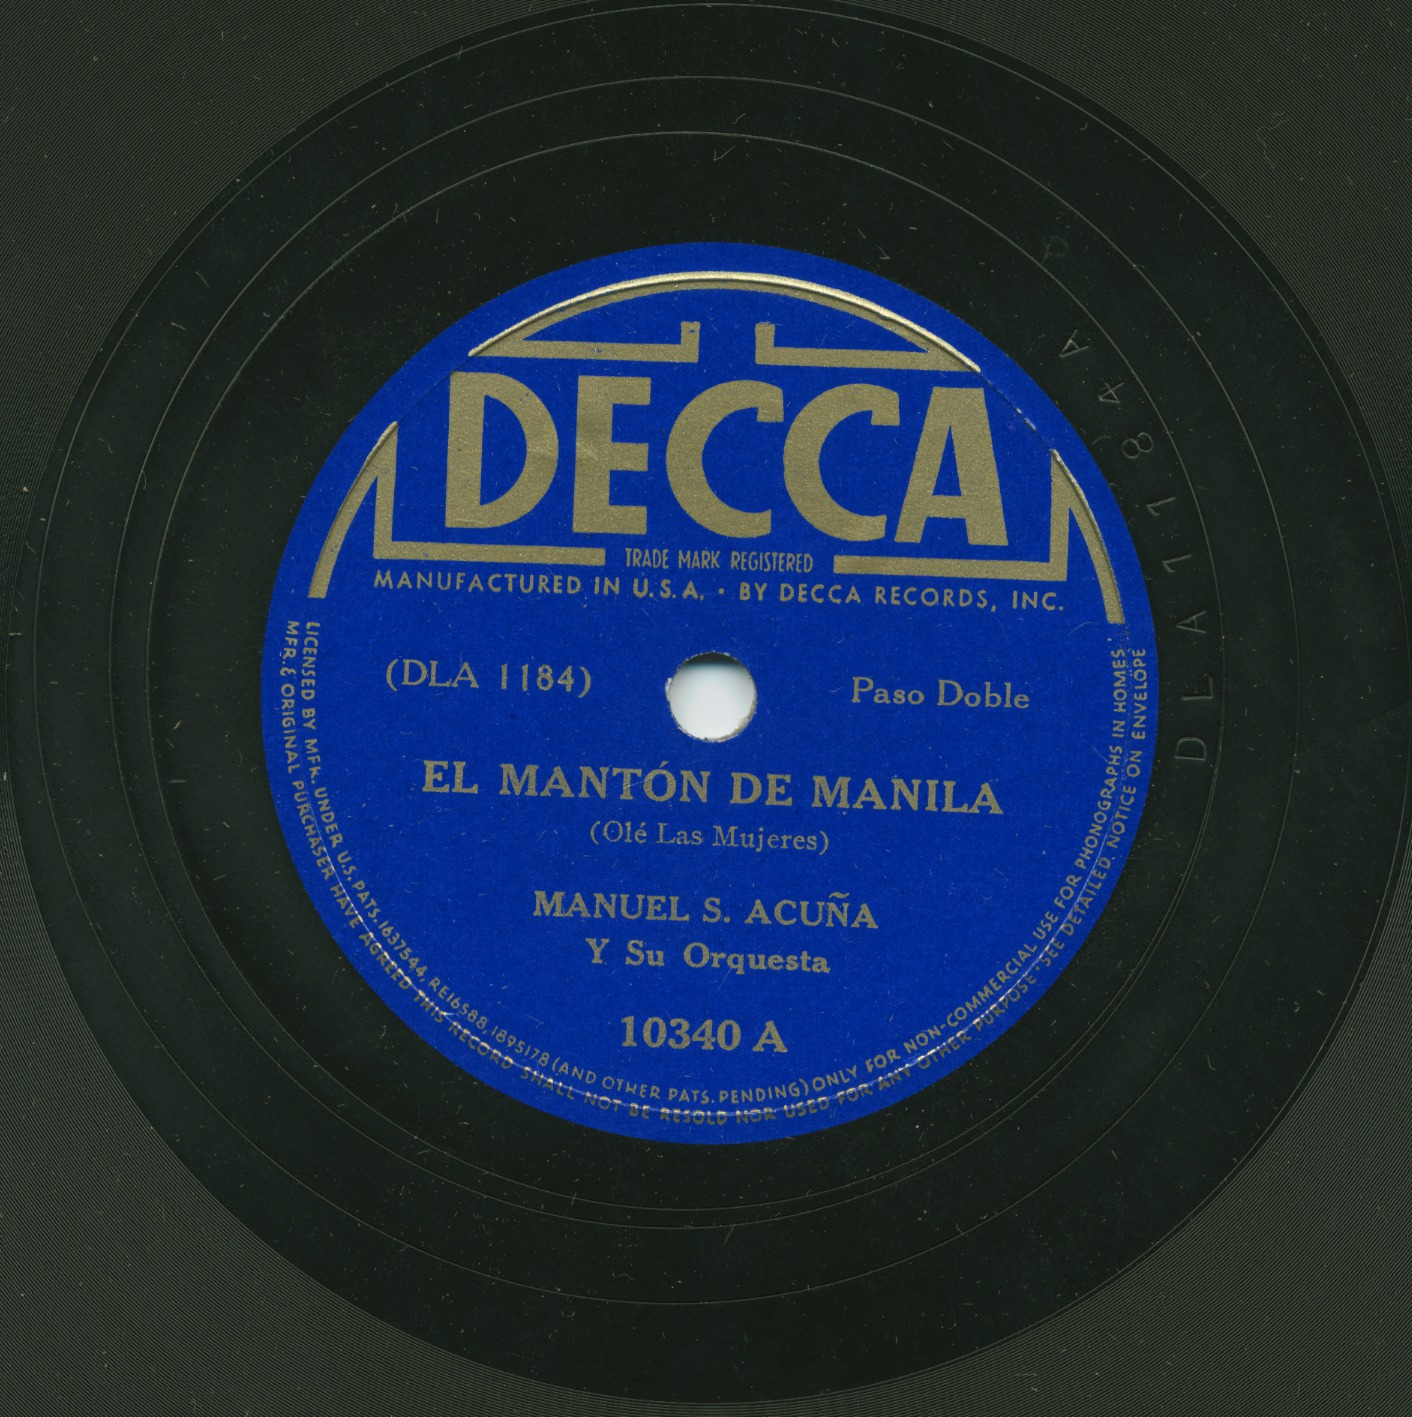 DECCA
TRADE MARK REGISTERED
MANUFACTURED IN U.S.A. · BY DECCA RECORDS, INC.
(DLA 1184)
Paso Doble
EL MANTÓN DE MANILA
(Olé Las Mujeres)
MANUEL S. ACUÑA
Y Su Orquesta
10340 A
LICENSED BY MFR. UNDER U.S. PATS. 1637544, RE16588, 1895178 (AND OTHER PATS. PENDING) ONLY FOR NON-COMMERCIAL USE FOR PHONOGRAPHS IN HOMES.
MFR. & ORIGINAL PURCHASER HAVE AGREED THIS RECORD SHALL NOT BE RESOLD NOR USED FOR ANY OTHER PURPOSE · SEE DETAILED NOTICE ON ENVELOPE
DLA1184A